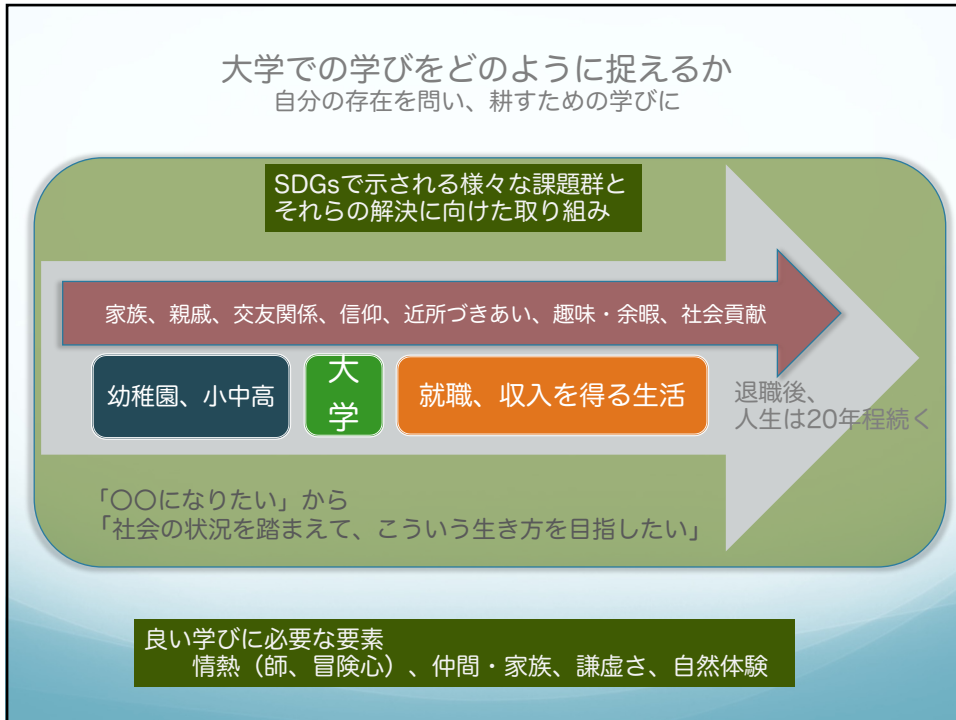 大学での学びをどのように捉えるか
自分の存在を問い、耕すための学びに
SDGsで示される様々な課題群と
それらの解決に向けた取り組み
家族、親戚、交友関係、信仰、近所づきあい、趣味・余暇、社会貢献
幼稚園、小中高
大
学
就職、収入を得る生活
退職後、
人生は20年程続く
「〇〇になりたい」から
「社会の状況を踏まえて、こういう生き方を目指したい」
良い学びに必要な要素
情熱（師、冒険心）、仲間・家族、謙虚さ、自然体験